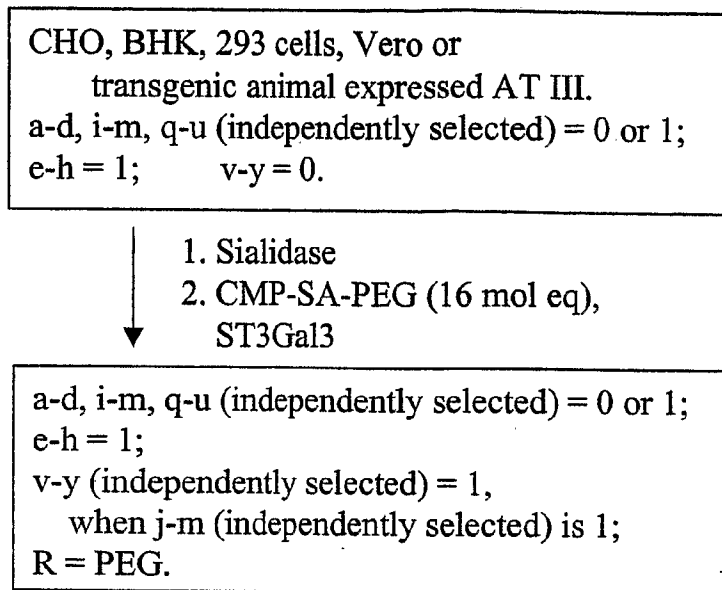 CHO, BHK, 293 cells, Vero or
transgenic animal expressed AT III.
a-d, i-m, q-u (independently selected) = 0 or 1;
e-h = 1; v-y = 0.
1. Sialidase
2. CMP-SA-PEG (16 mol eq),
ST3Gal3
a-d, i-m, q-u (independently selected) = 0 or 1;
e-h = 1;
v-y (independently selected) = 1,
when j-m (independently selected) is 1;
R = PEG.